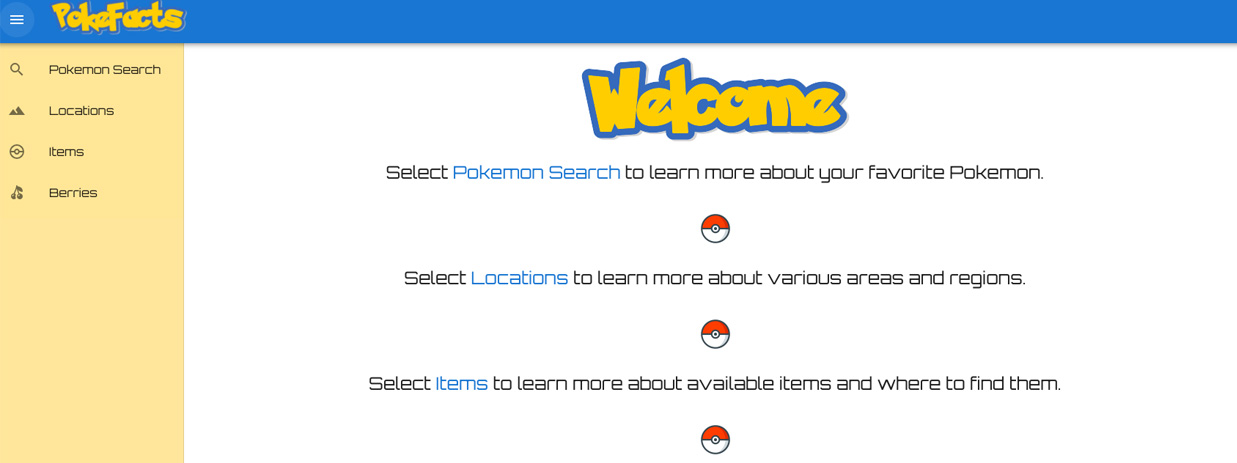 PokeFacts
Pokemon Search
Locations
Items
Berries
Welcome
Select Pokemon Search to learn more about your favorite Pokemon.
Select Locations to learn more about various areas and regions.
Select Items to learn more about available items and where to find them.